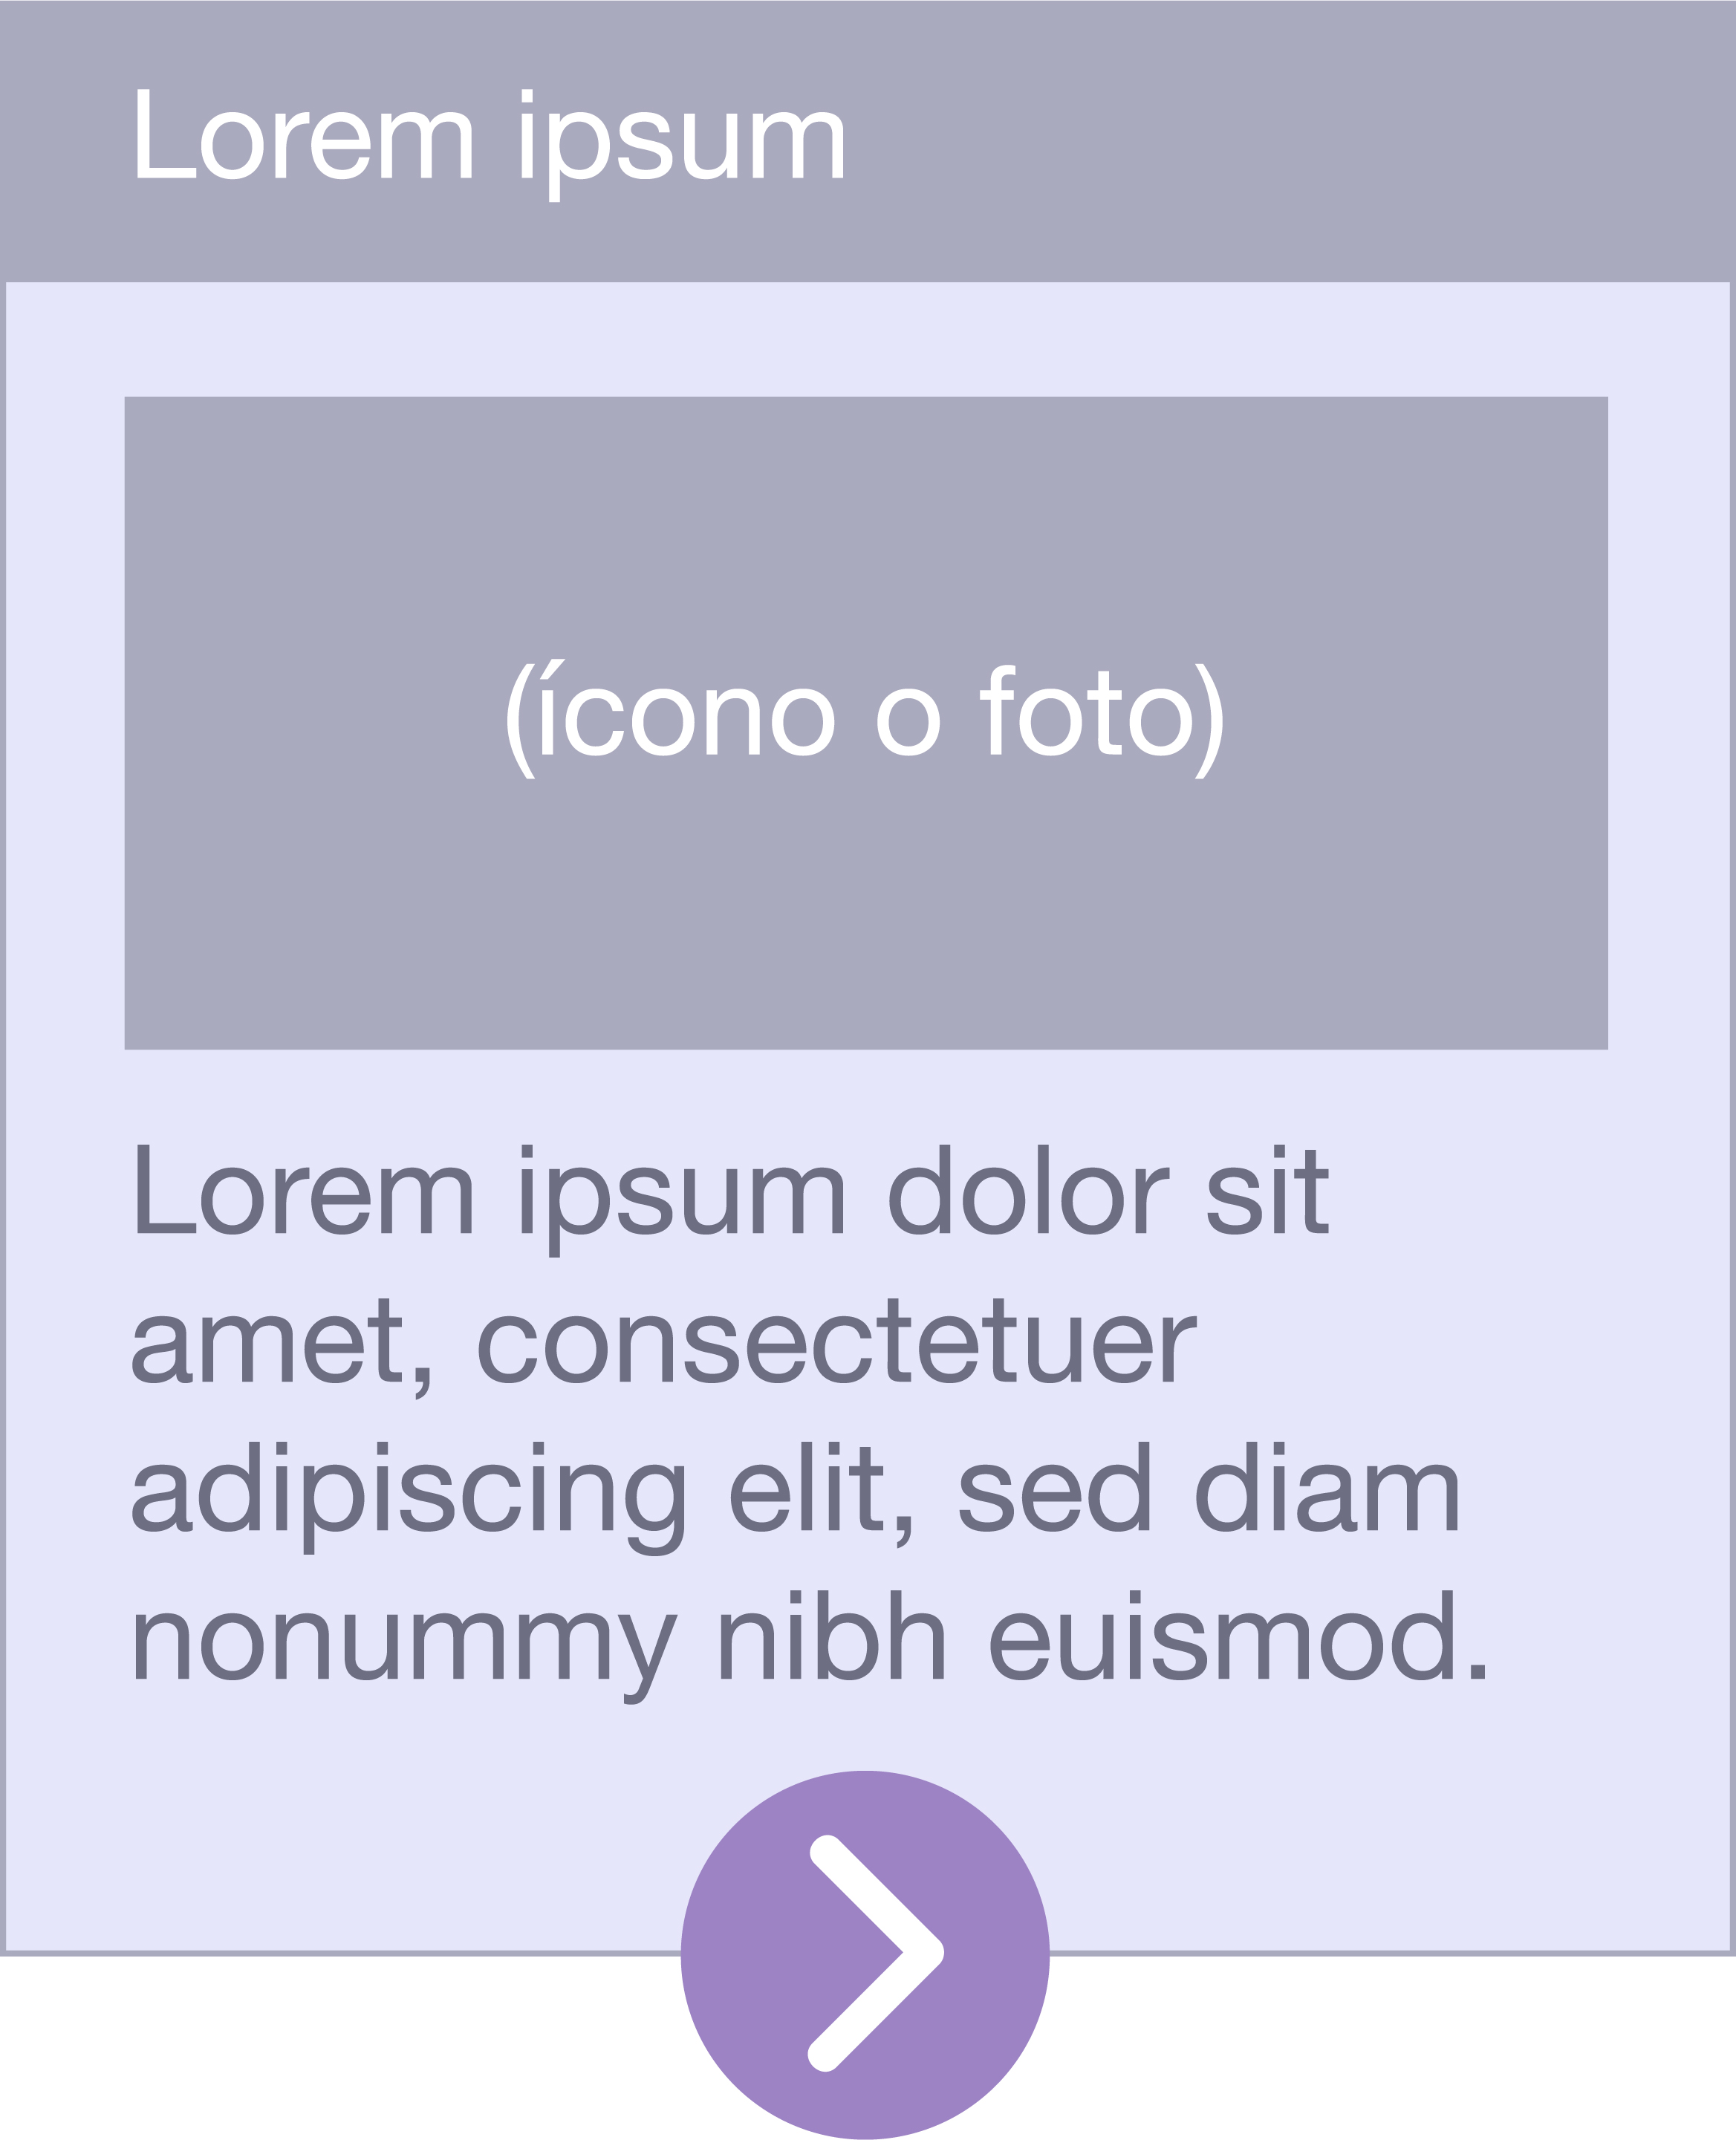 Lorem ipsum
(ícono o foto)
Lorem ipsum dolor sit
amet, consectetuer
adipiscing elit, sed diam
nonummy nibh euismod.